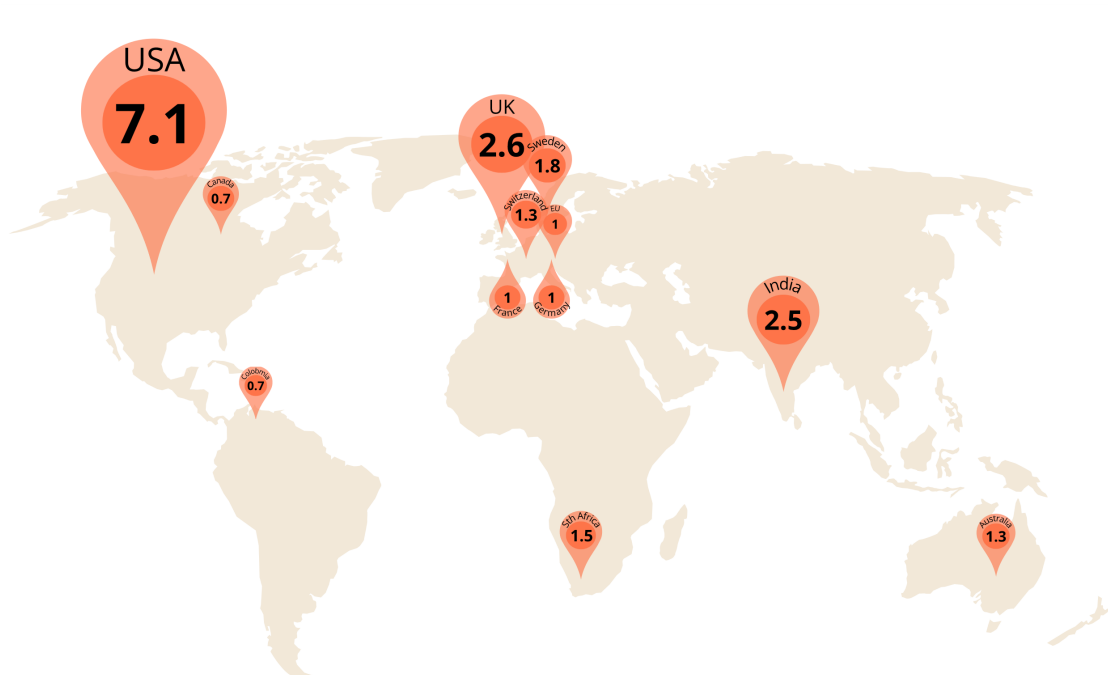 USA
7.1
Canada
0.7
UK
2.6
Sweden
1.8
Switzerland
1.3
EU
1
1
France
1
Germany
India
2.5
Colobmia
0.7
Sth Africa
1.5
Australia
1.3